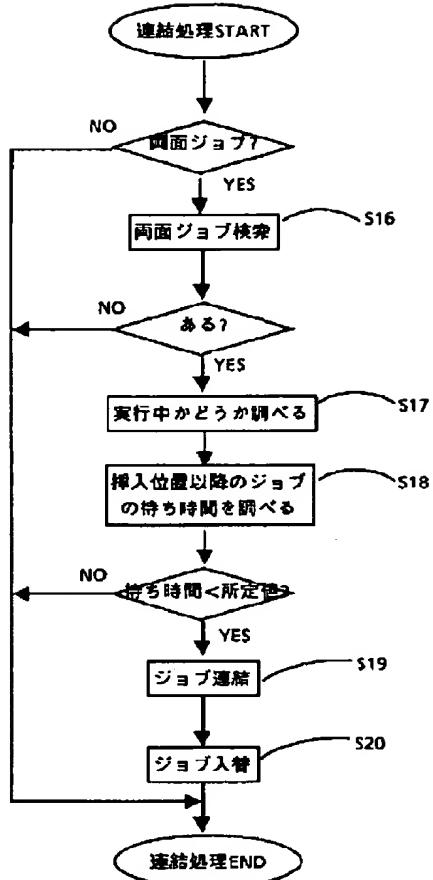 連結処理START
両面ジョブ?
NO
YES
両面ジョブ検索
S16
ある?
NO
YES
実行中かどうか調べる
S17
挿入位置以降のジョブ
の待ち時間を調べる
S18
待ち時間<所定値?
NO
YES
ジョブ連結
S19
ジョブ入替
S20
連結処理END